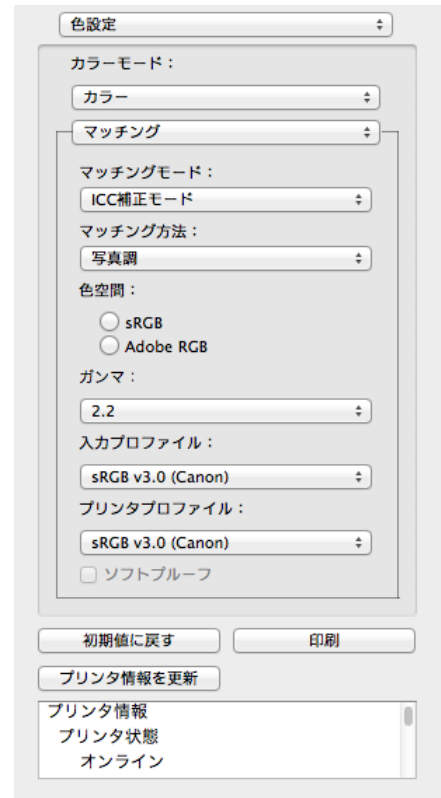 色設定
カラーモード：
カラー
マッチング
マッチングモード：
ICC補正モード
マッチング方法：
写真調
色空間：
sRGB
Adobe RGB
ガンマ：
2.2
入力プロファイル：
sRGB v3.0 (Canon)
プリンタプロファイル：
sRGB v3.0 (Canon)
ソフトプルーフ
初期値に戻す 印刷
プリンタ情報を更新
プリンタ情報
プリンタ状態
オンライン